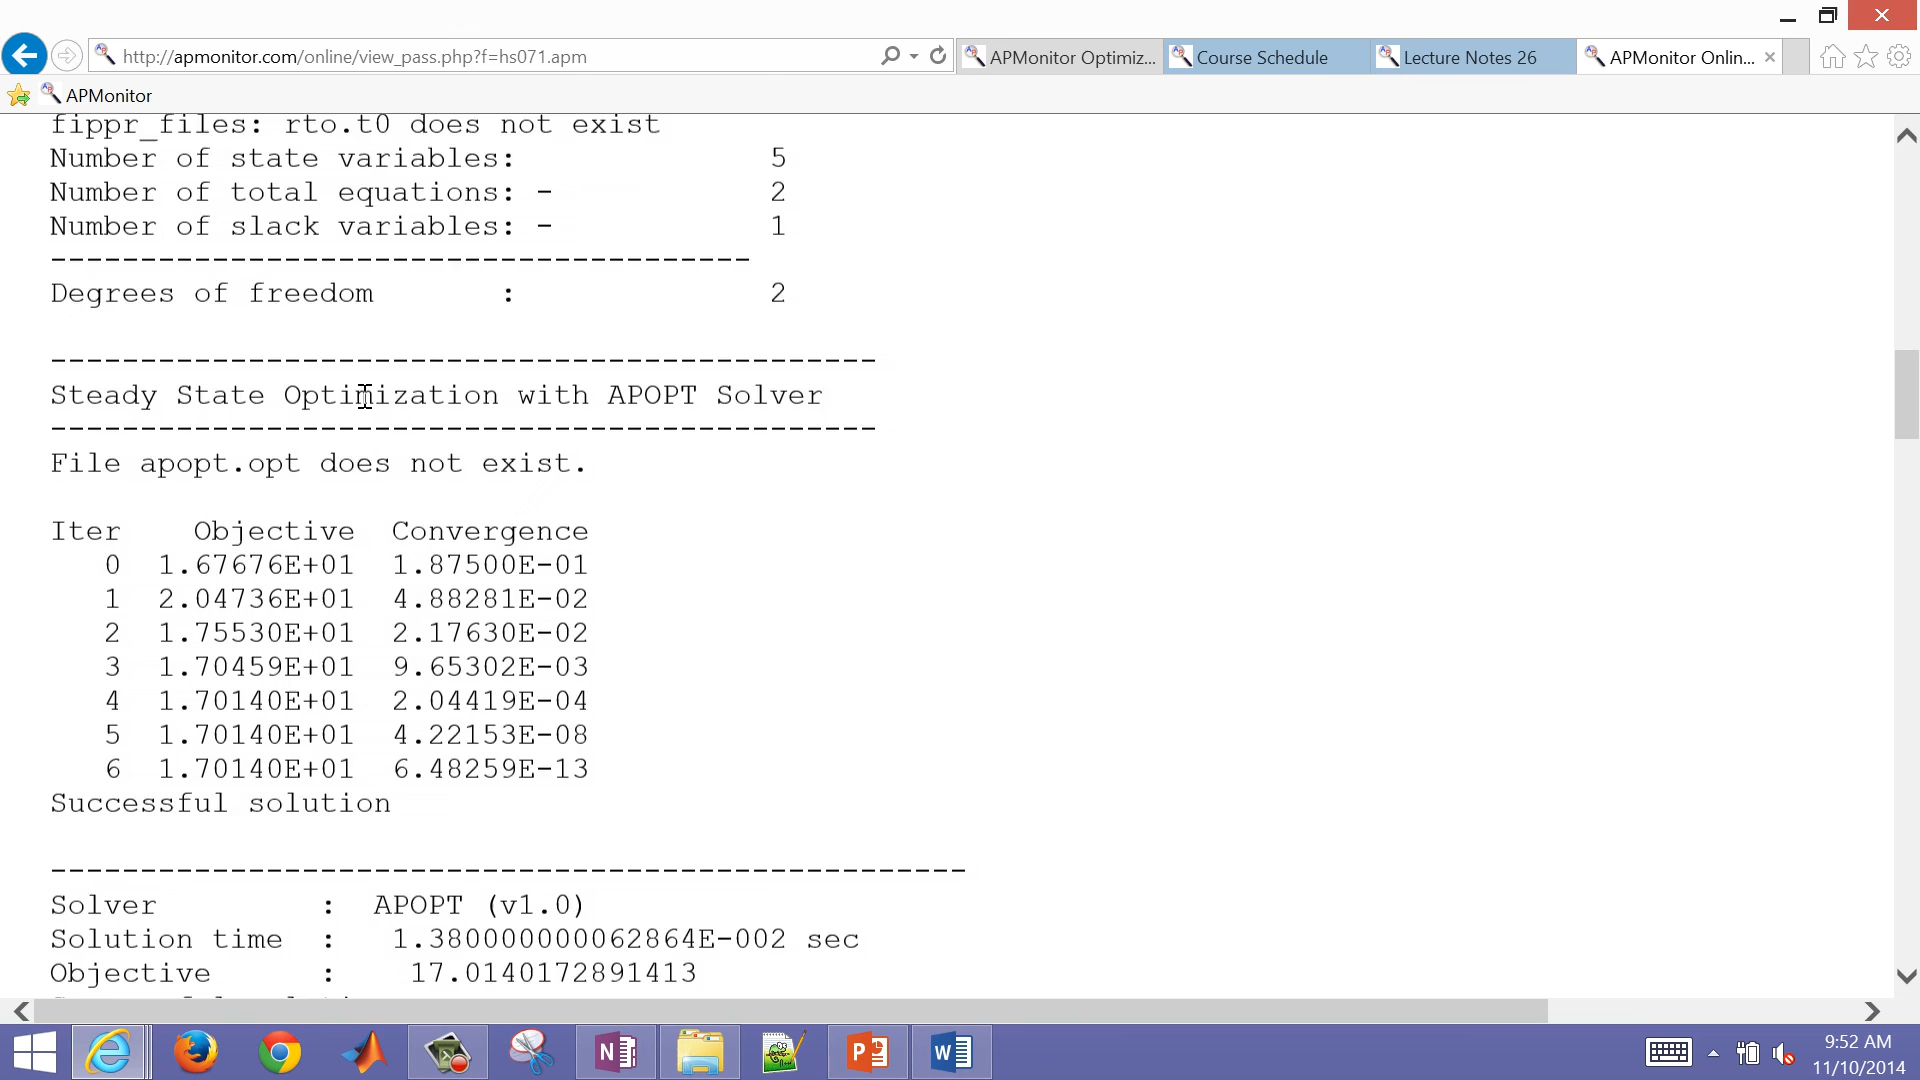 http://apmonitor.com/online/view_pass.php?f=hs071.apm
APMonitor Optimiz...
Course Schedule
Lecture Notes 26
APMonitor Onlin...
APMonitor
fippr_files: rto.t0 does not exist
Number of state variables: 5
Number of total equations: - 2
Number of slack variables: - 1
---------------------------------------
Degrees of freedom : 2
----------------------------------------------
Steady State Optimization with APOPT Solver
----------------------------------------------
File apopt.opt does not exist.
Iter Objective Convergence
0 1.67676E+01 1.87500E-01
1 2.04736E+01 4.88281E-02
2 1.75530E+01 2.17630E-02
3 1.70459E+01 9.65302E-03
4 1.70140E+01 2.04419E-04
5 1.70140E+01 4.22153E-08
6 1.70140E+01 6.48259E-13
Successful solution
---------------------------------------------------
Solver : APOPT (v1.0)
Solution time : 1.380000000062864E-002 sec
Objective : 17.0140172891413
9:52 AM
11/10/2014